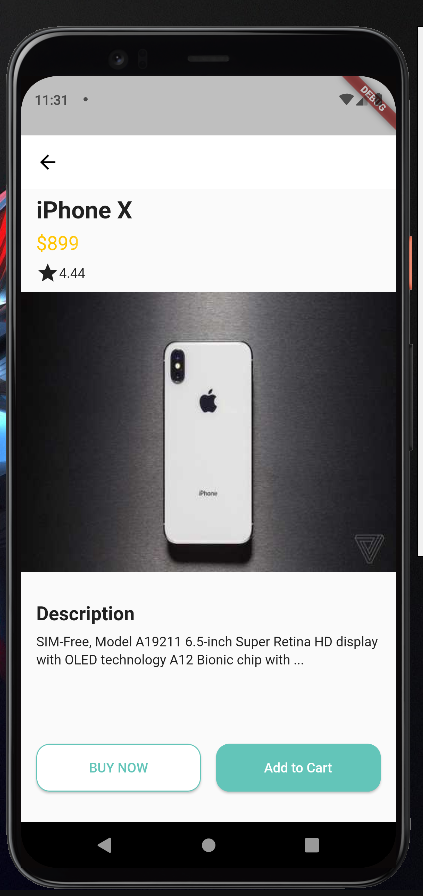 11:31
DEBUG
iPhone X
$899
4.44
iPhone
Description
SIM-Free, Model A19211 6.5-inch Super Retina HD display
with OLED technology A12 Bionic chip with ...
BUY NOW
Add to Cart